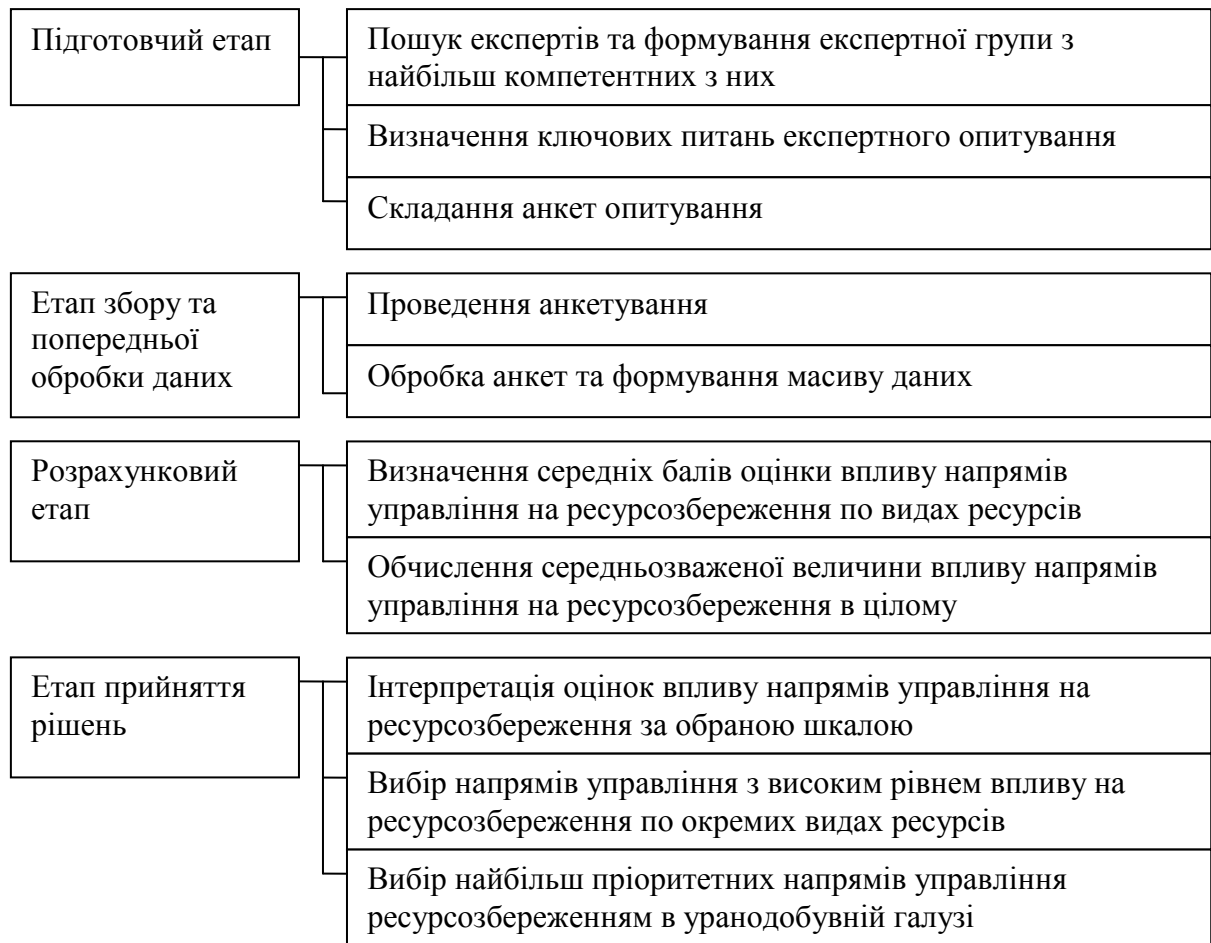 Підготовчий етап
Пошук експертів та формування експертної групи з
найбільш компетентних з них
Визначення ключових питань експертного опитування
Складання анкет опитування
Етап збору та
попередньої
обробки даних
Проведення анкетування
Обробка анкет та формування масиву даних
Розрахунковий
етап
Визначення середніх балів оцінки впливу напрямів
управління на ресурсозбереження по видах ресурсів
Обчислення середньозваженої величини впливу напрямів
управління на ресурсозбереження в цілому
Етап прийняття
рішень
Інтерпретація оцінок впливу напрямів управління на
ресурсозбереження за обраною шкалою
Вибір напрямів управління з високим рівнем впливу на
ресурсозбереження по окремих видах ресурсів
Вибір найбільш пріоритетних напрямів управління
ресурсозбереженням в уранодобувній галузі